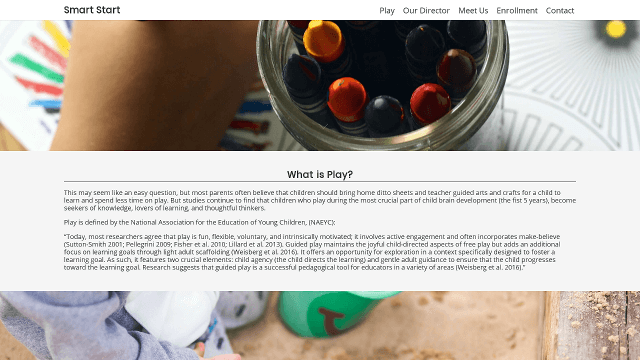 Smart Start
Play Our Director Meet Us Enrollment Contact
What is Play?
This may seem like an easy question, but most parents often believe that children should bring home ditto sheets and teacher guided arts and crafts for a child to
learn and spend less time on play. But studies continue to find that children who play during the most crucial part of child brain development (the fist 5 years), become
seekers of knowledge, lovers of learning, and thoughtful thinkers.
Play is defined by the National Association for the Education of Young Children, (NAEYC):
"Today, most researchers agree that play is fun, flexible, voluntary, and intrinsically motivated; it involves active engagement and often incorporates make-believe
(Sutton-Smith 2001; Pellegrini 2009; Fisher et al. 2010; Lillard et al. 2013). Guided play maintains the joyful child-directed aspects of free play but adds an additional
focus on learning goals through light adult scaffolding (Weisberg et al. 2016). It offers an opportunity for exploration in a context specifically designed to foster a
learning goal. As such, it features two crucial elements: child agency (the child directs the learning) and gentle adult guidance to ensure that the child progresses
toward the learning goal. Research suggests that guided play is a successful pedagogical tool for educators in a variety of areas (Weisberg et al. 2016)."